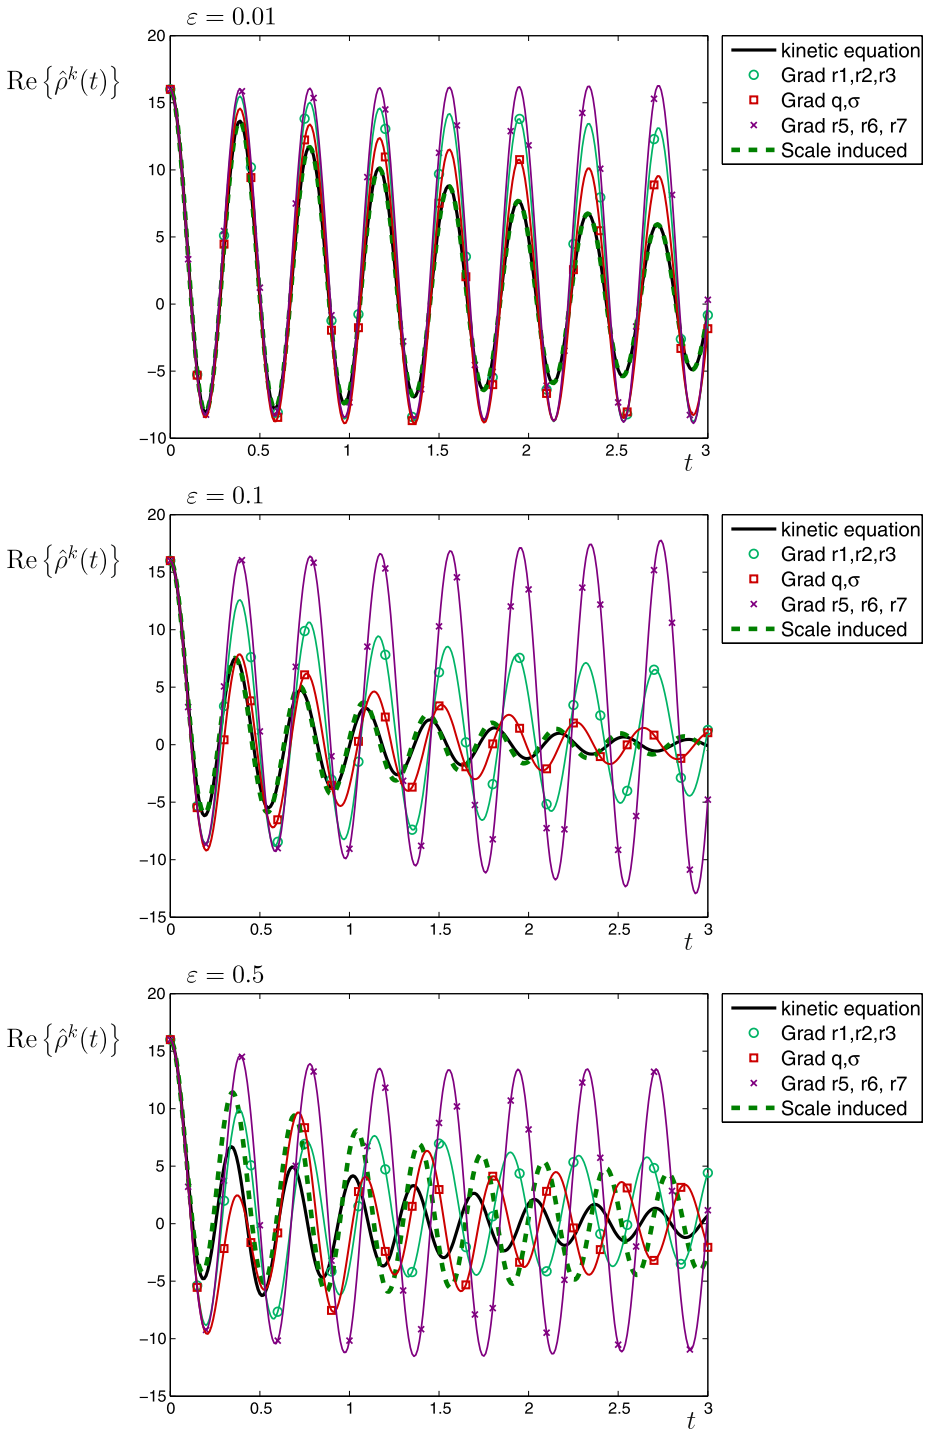 ε = 0.01
Re {ρ̂ᵏ(t)}
20
15
10
5
0
−5
−10
0 0.5 1 1.5 2 2.5 3
t
kinetic equation
Grad r1,r2,r3
Grad q,σ
Grad r5, r6, r7
Scale induced
ε = 0.1
Re {ρ̂ᵏ(t)}
20
15
10
5
0
−5
−10
−15
0 0.5 1 1.5 2 2.5 3
t
kinetic equation
Grad r1,r2,r3
Grad q,σ
Grad r5, r6, r7
Scale induced
ε = 0.5
Re {ρ̂ᵏ(t)}
20
15
10
5
0
−5
−10
−15
0 0.5 1 1.5 2 2.5 3
t
kinetic equation
Grad r1,r2,r3
Grad q,σ
Grad r5, r6, r7
Scale induced